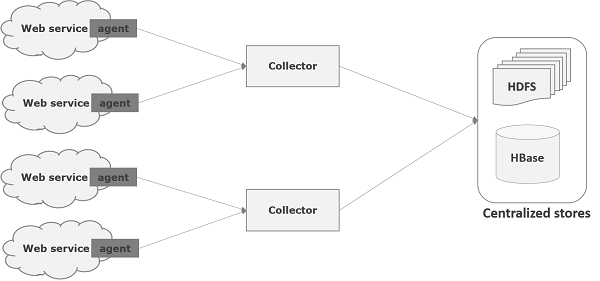 Web service agent
Web service agent
Collector
HDFS
HBase
Web service agent
Web service agent
Collector
Centralized stores